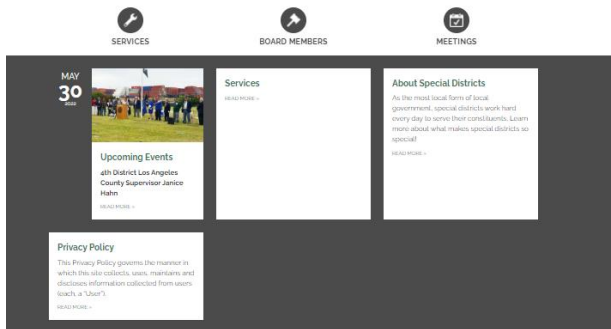 SERVICES
BOARD MEMBERS
MEETINGS
MAY
30
2022
Upcoming Events
4th District Los Angeles
County Supervisor Janice
Hahn
READ MORE »
Services
READ MORE »
About Special Districts
As the most local form of local
government, special districts work hard
every day to serve their constituents. Learn
more about what makes special districts so
special!
READ MORE »
Privacy Policy
This Privacy Policy governs the manner in
which this site collects, uses, maintains and
discloses information collected from users
(each, a "User").
READ MORE »